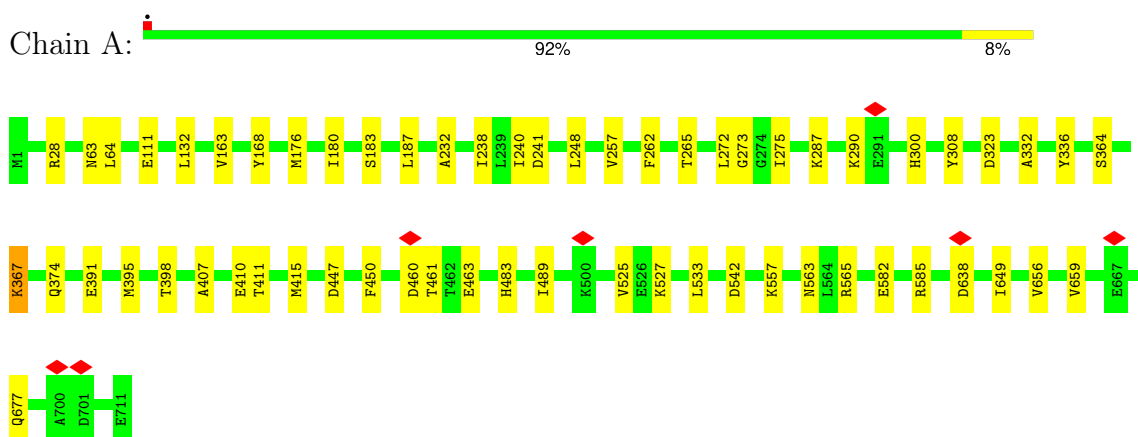 Chain A:
92%
8%
M1 R28 N63 L64 E111 L132 V163 Y168 M176 I180 S183 L187 A232 I238 L239 I240 D241 L248 V257 F262 T265 L272 G273 G274 I275 K287 K290 E291 H300 Y308 D323 A332 Y336 S364
K367 Q374 E391 M395 T398 A407 E410 T411 M415 D447 F450 D460 T461 T462 E463 H483 I489 K500 V525 E526 K527 L533 D542 K557 N563 L564 R565 E582 R585 D638 I649 V656 V659 E667
Q677 A700 D701 E711